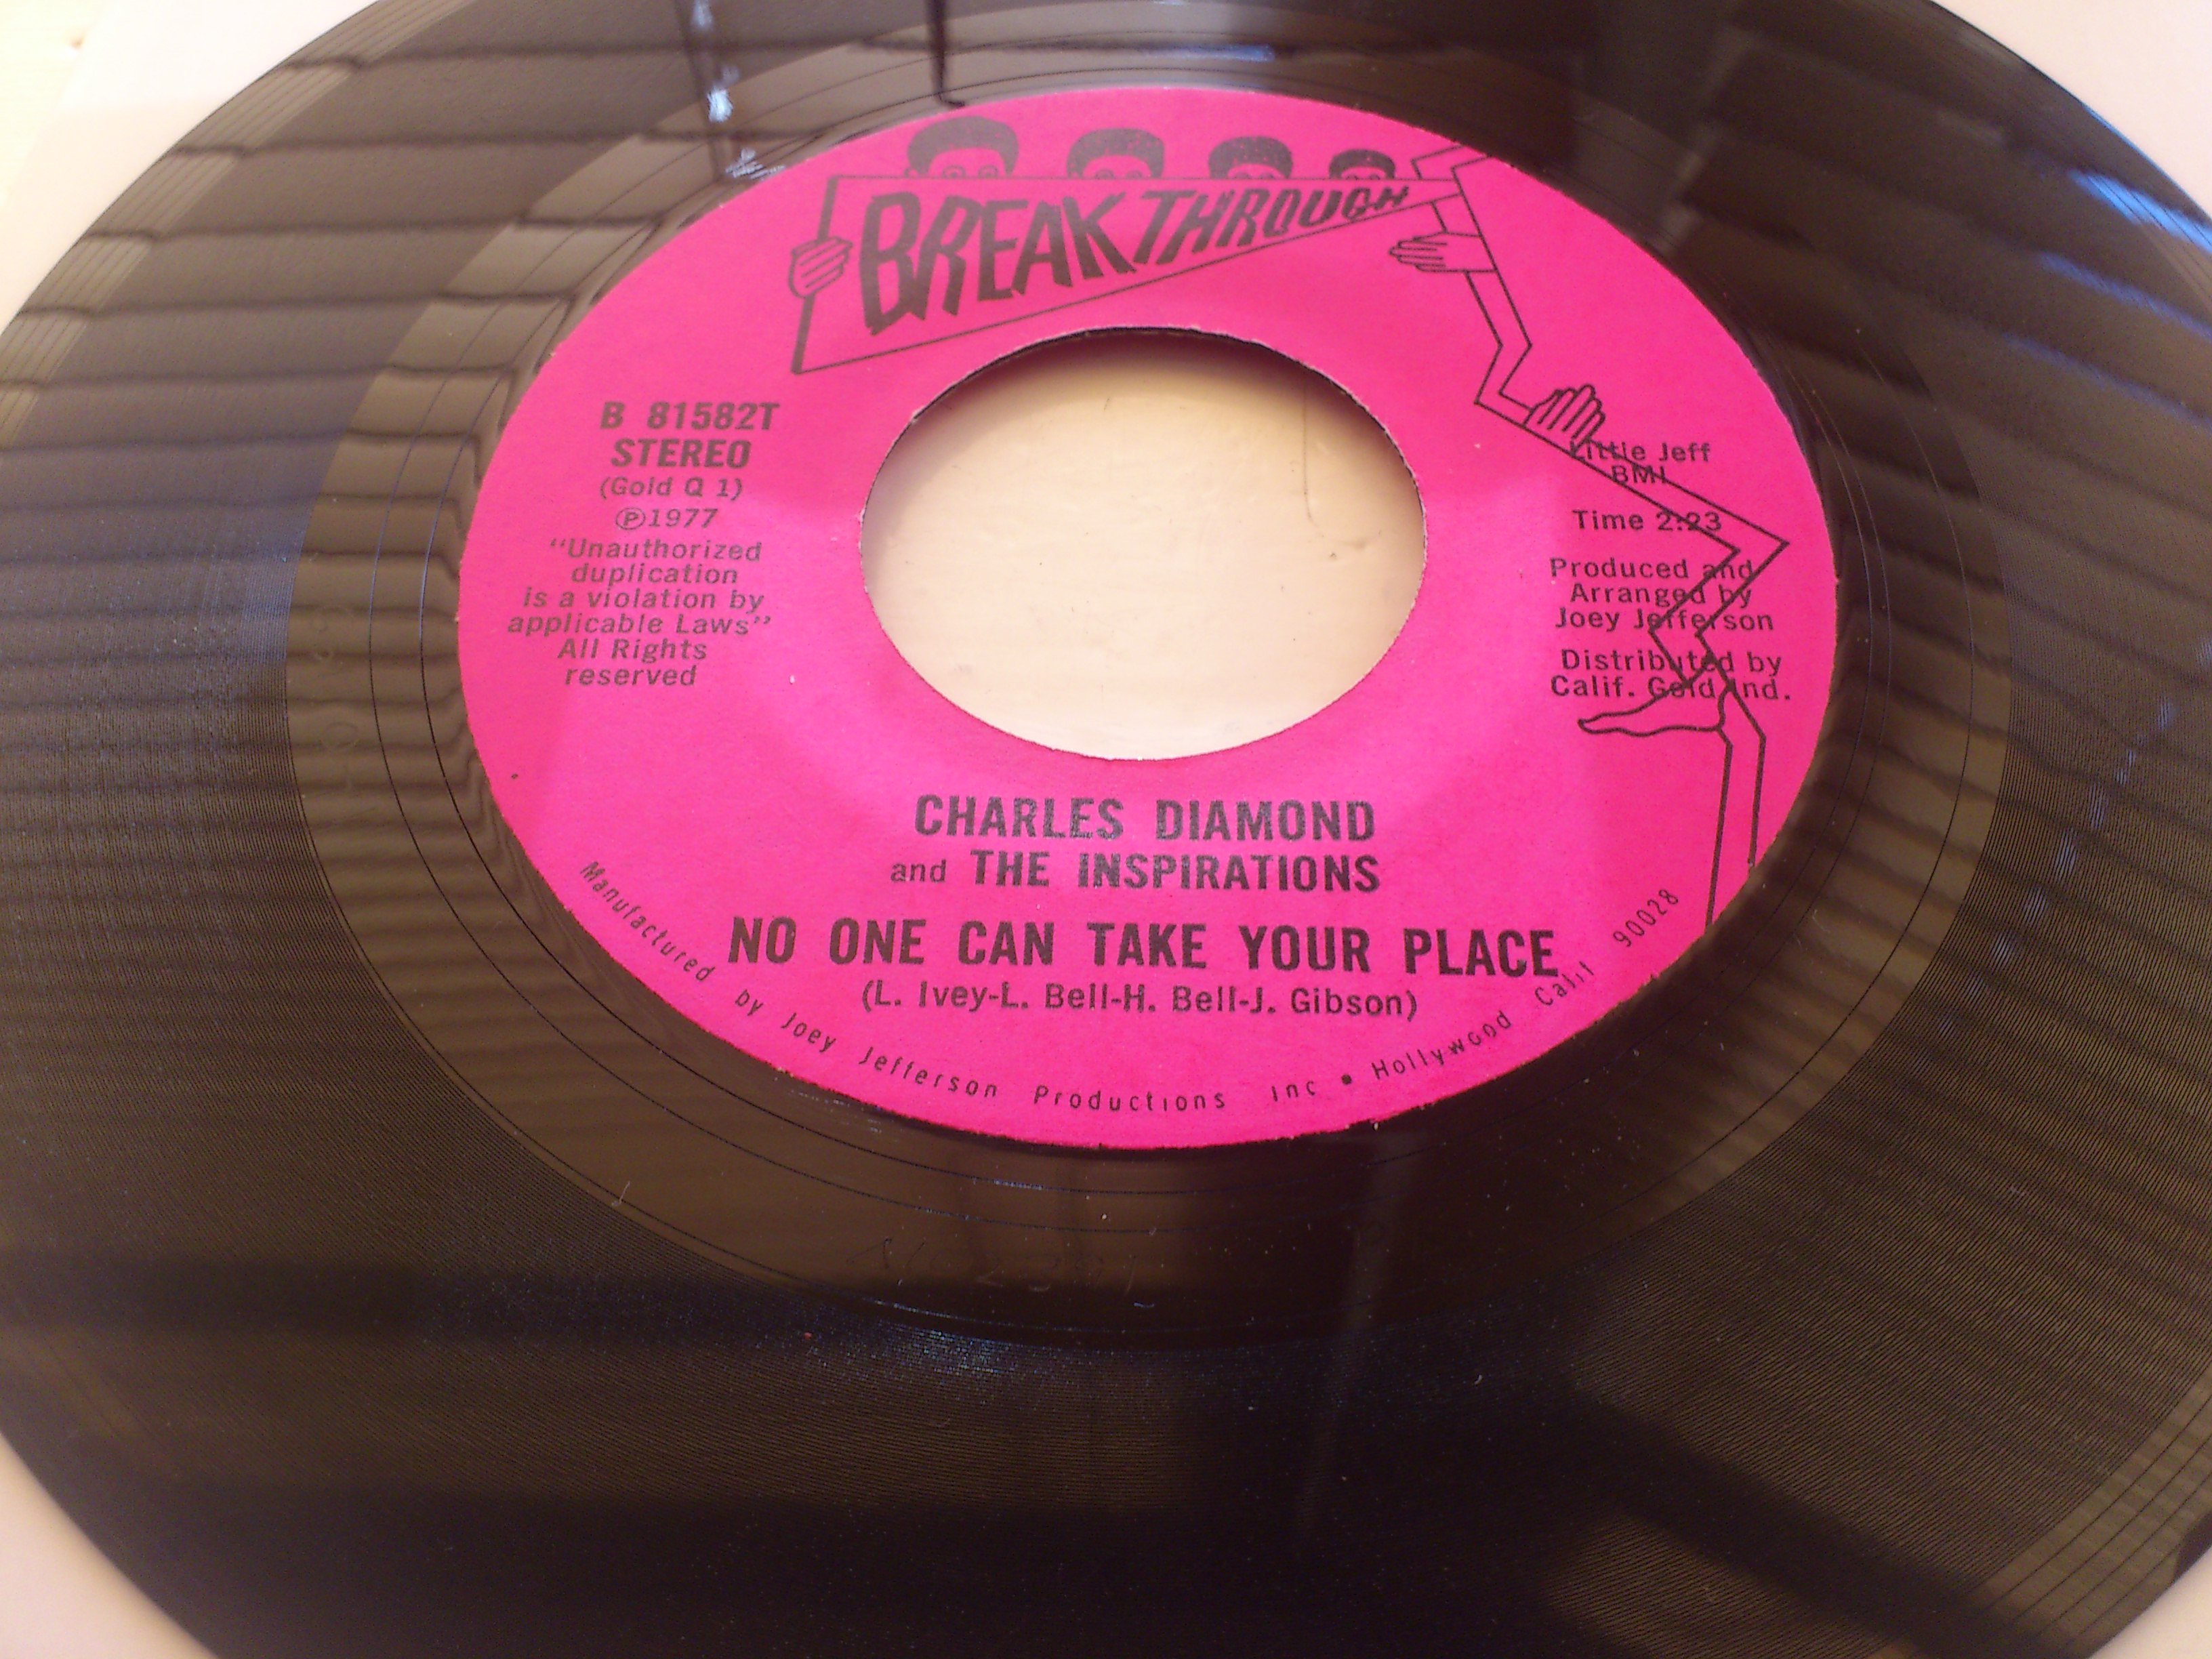 BREAKTHROUGH
B 81582T
STEREO
(Gold Q 1)
℗1977
"Unauthorized
duplication
is a violation by
applicable Laws"
All Rights
reserved
Little Jeff
BMI
Time 2:23
Produced and
Arranged by
Joey Jefferson
Distributed by
Calif. Gold Ind.
CHARLES DIAMOND
and THE INSPIRATIONS
NO ONE CAN TAKE YOUR PLACE
(L. Ivey-L. Bell-H. Bell-J. Gibson)
Manufactured by Joey Jefferson Productions Inc • Hollywood Calif 90028